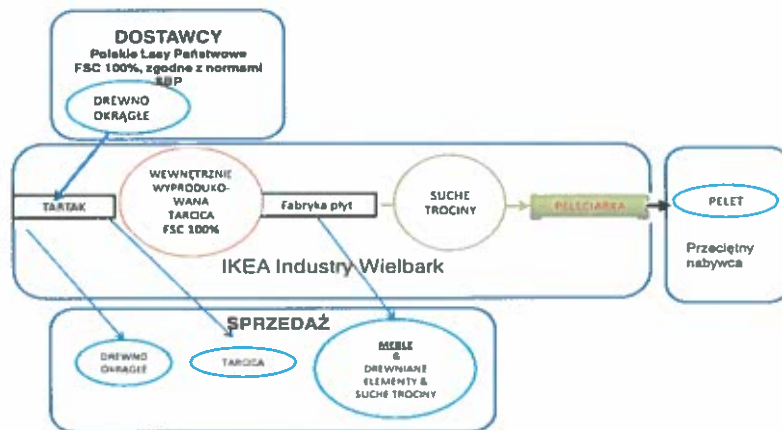 DOSTAWCY
Polskie Lasy Państwowe
FSC 100%, zgodne z normami
SBP
DREWNO
OKRĄGŁE
TARTAK
WEWNĘTRZNIE
WYPRODUKO-
WANA
TARCICA
FSC 100%
Fabryka płyt
SUCHE
TROCINY
PELECIARKA
PELET
Przeciętny
nabywca
IKEA Industry Wielbark
SPRZEDAŻ
DREWNO
OKRĄGŁE
TARCICA
MEBLE
&
DREWNIANE
ELEMENTY &
SUCHE TROCINY